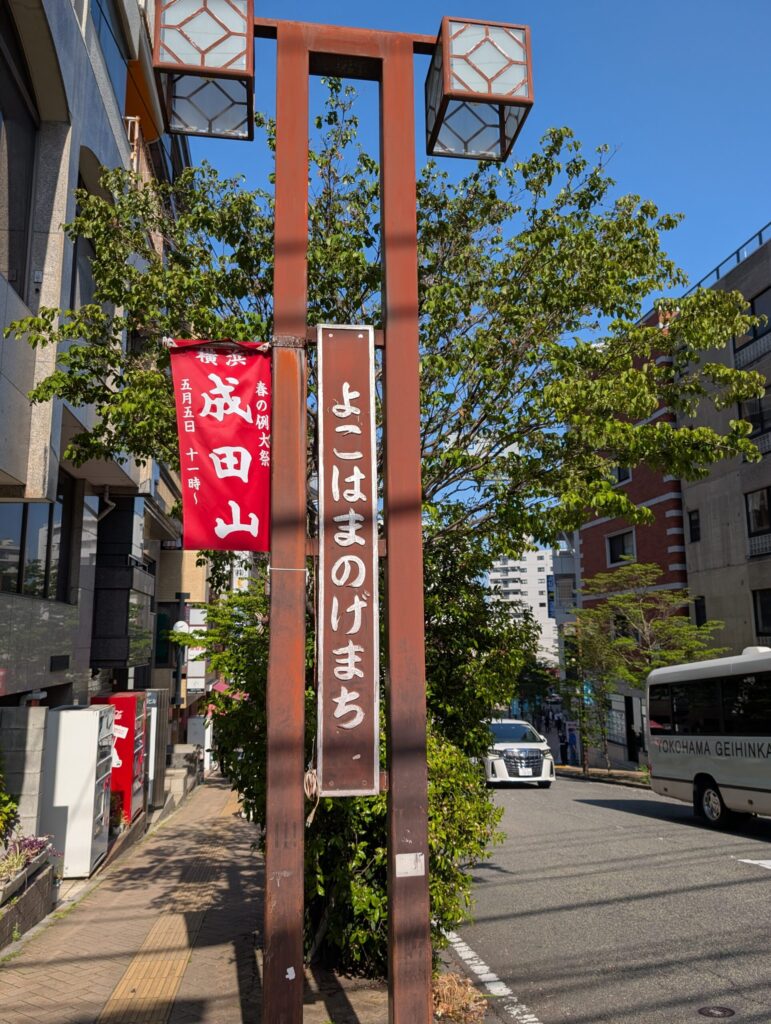 横浜
成田山
春の例大祭
五月五日 十一時~
よこはまのげまち
YOKOHAMA GEIHINKA